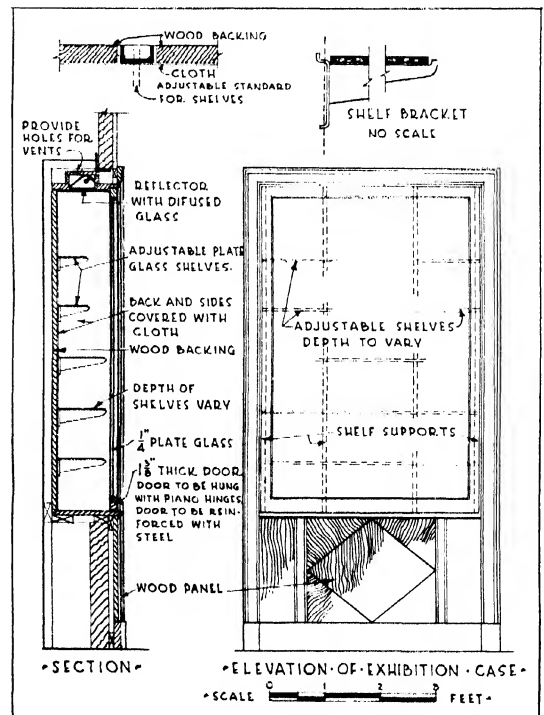 WOOD BACKING
CLOTH
ADJUSTABLE STANDARD
FOR SHELVES
SHELF BRACKET
NO SCALE
PROVIDE
HOLES FOR
VENTS
REFLECTOR
WITH DIFUSED
GLASS
ADJUSTABLE PLATE
GLASS SHELVES.
BACK AND SIDES
COVERED WITH
CLOTH
WOOD BACKING
DEPTH OF
SHELVES VARY
1/4" PLATE GLASS
1 3/8" THICK DOOR
DOOR TO BE HUNG
WITH PIANO HINGES
DOOR TO BE REIN-
FORCED WITH
STEEL
WOOD PANEL
ADJUSTABLE SHELVES
DEPTH TO VARY
SHELF SUPPORTS
•SECTION•
•ELEVATION•OF•EXHIBITION•CASE•
•SCALE 0 1 2 3 FEET•